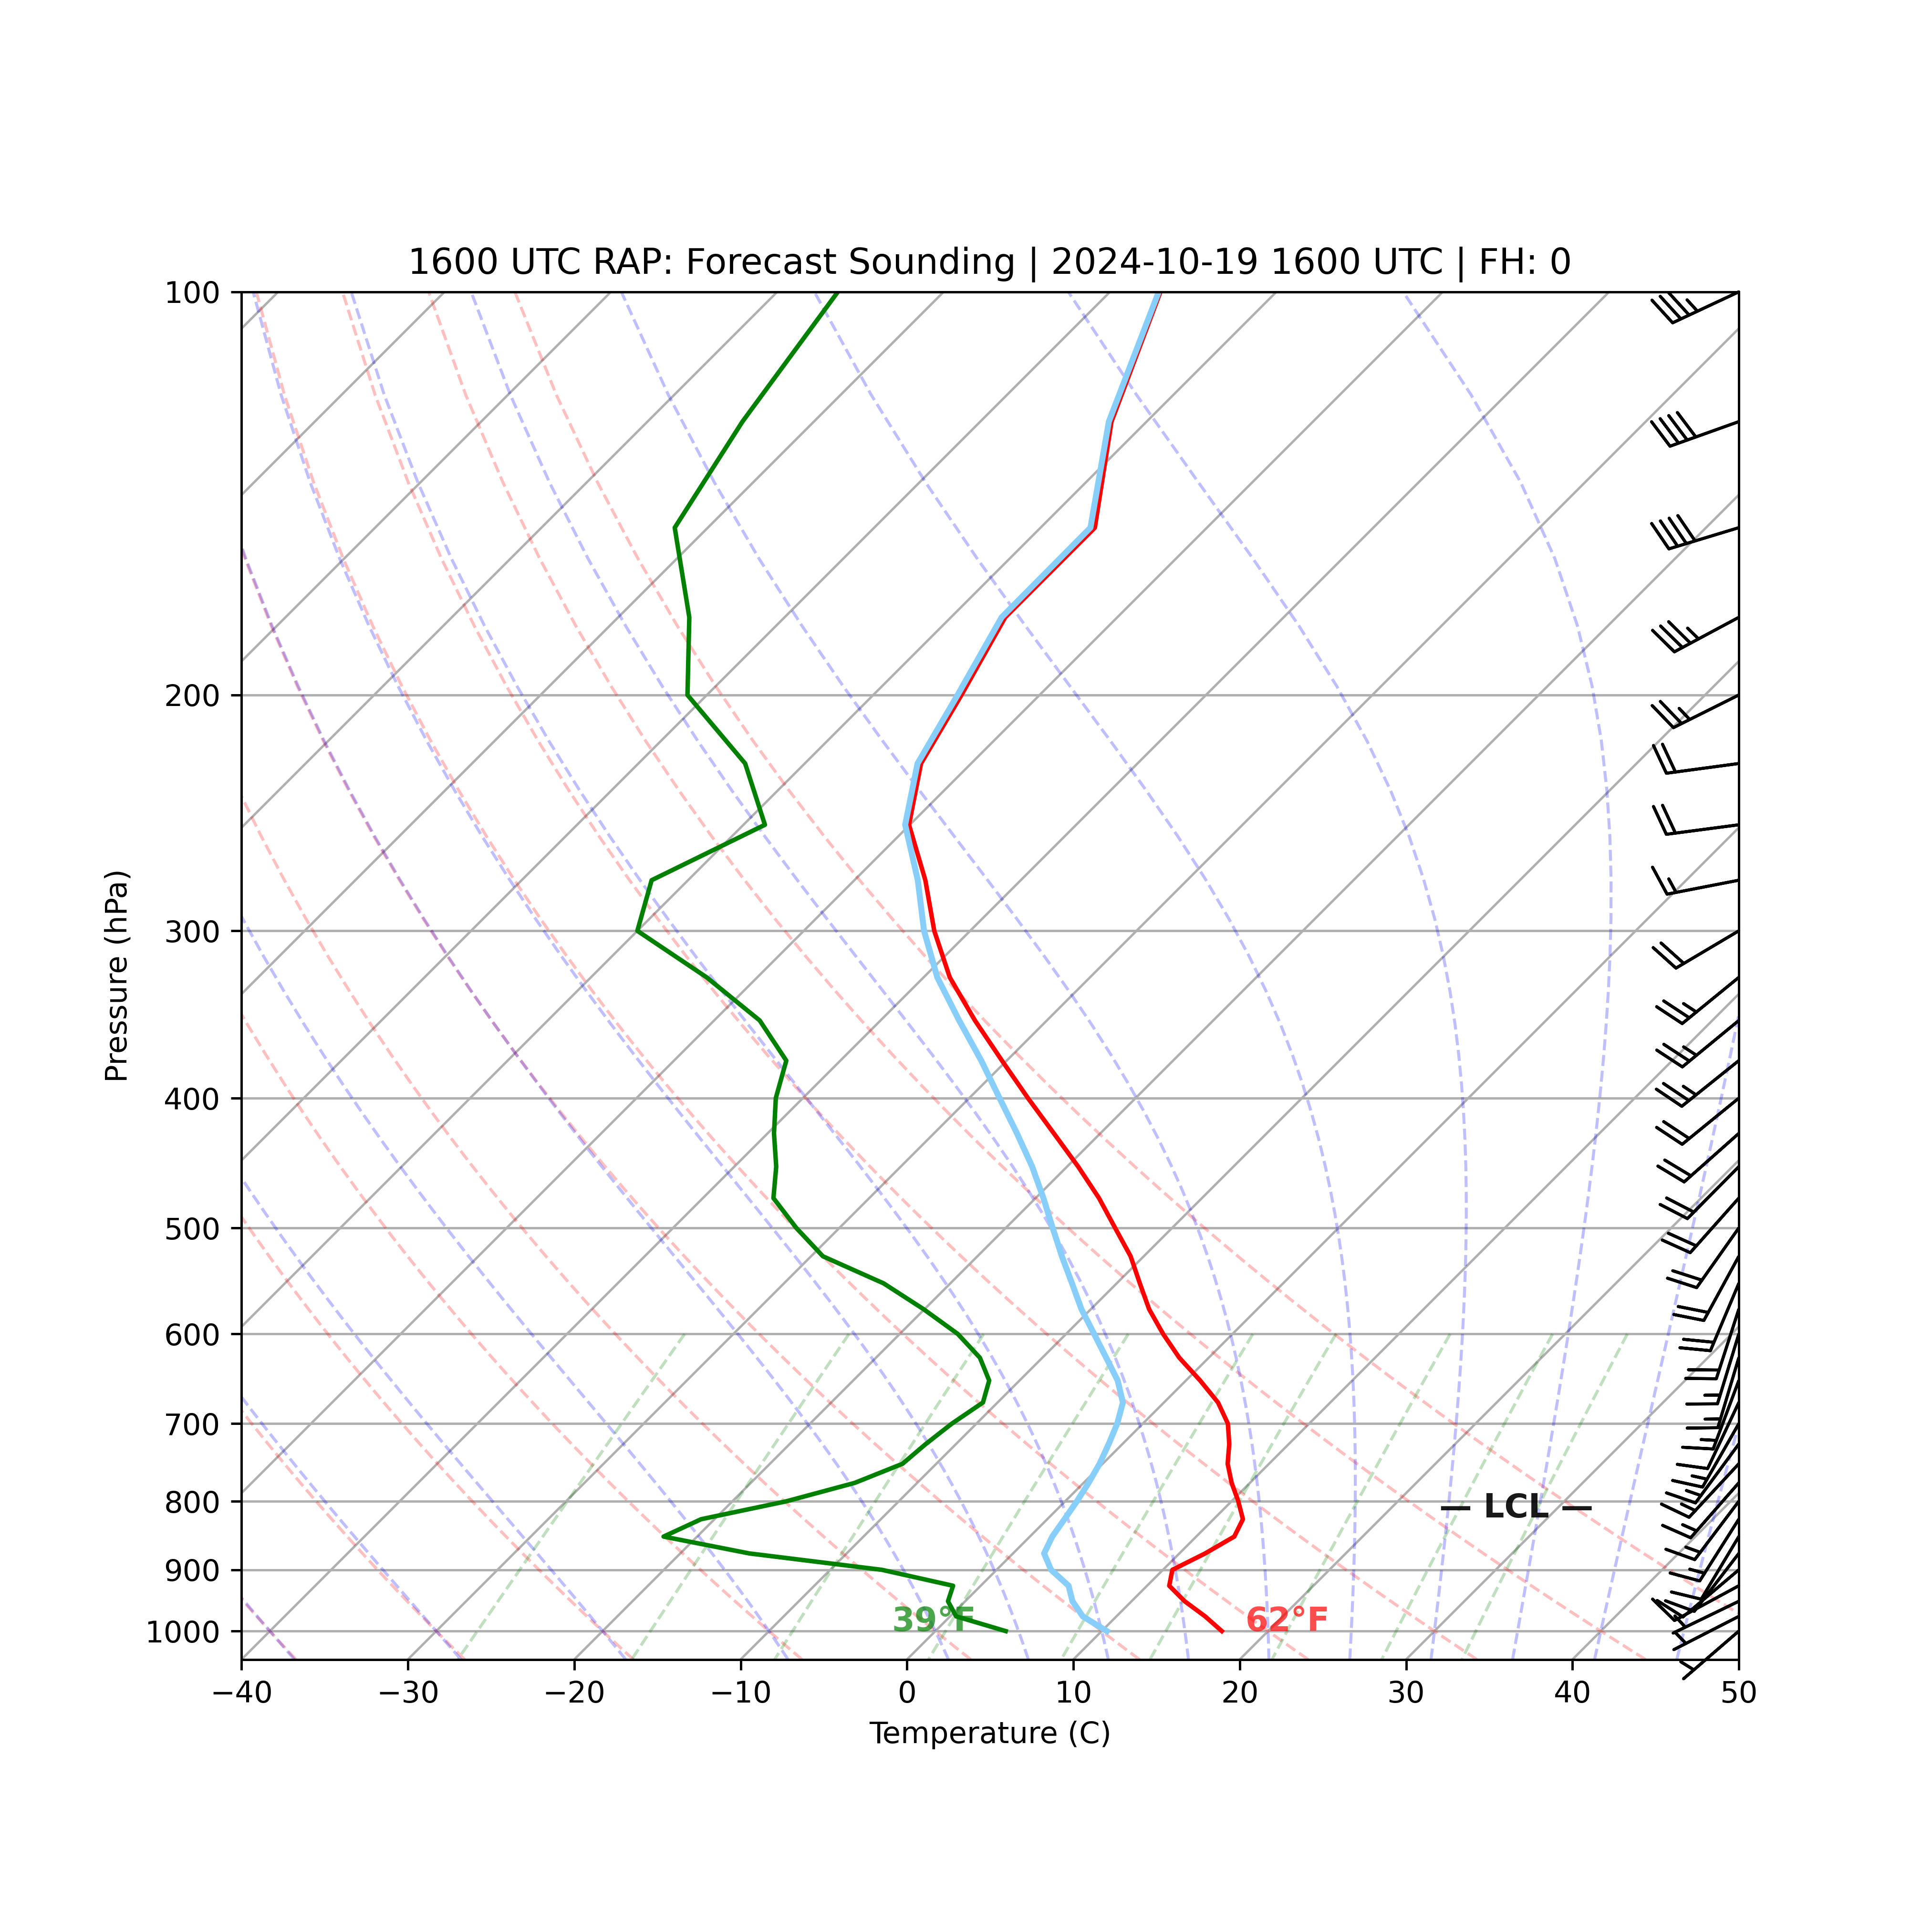 1600 UTC RAP: Forecast Sounding | 2024-10-19 1600 UTC | FH: 0
100
200
300
400
500
600
700
800
900
1000
Pressure (hPa)
— LCL —
39°F
62°F
−40 −30 −20 −10 0 10 20 30 40 50
Temperature (C)